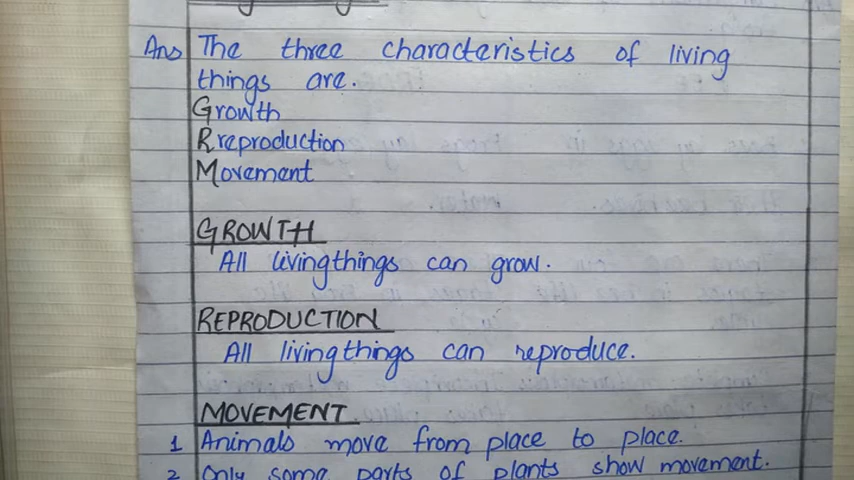 Ans The three characteristics of living
things are.
Growth
Rreproduction
Movement
GROWTH
All livingthings can grow.
REPRODUCTION
All livingthings can reproduce.
MOVEMENT
1 Animals move from place to place.
2 Only some parts of plants show movement.